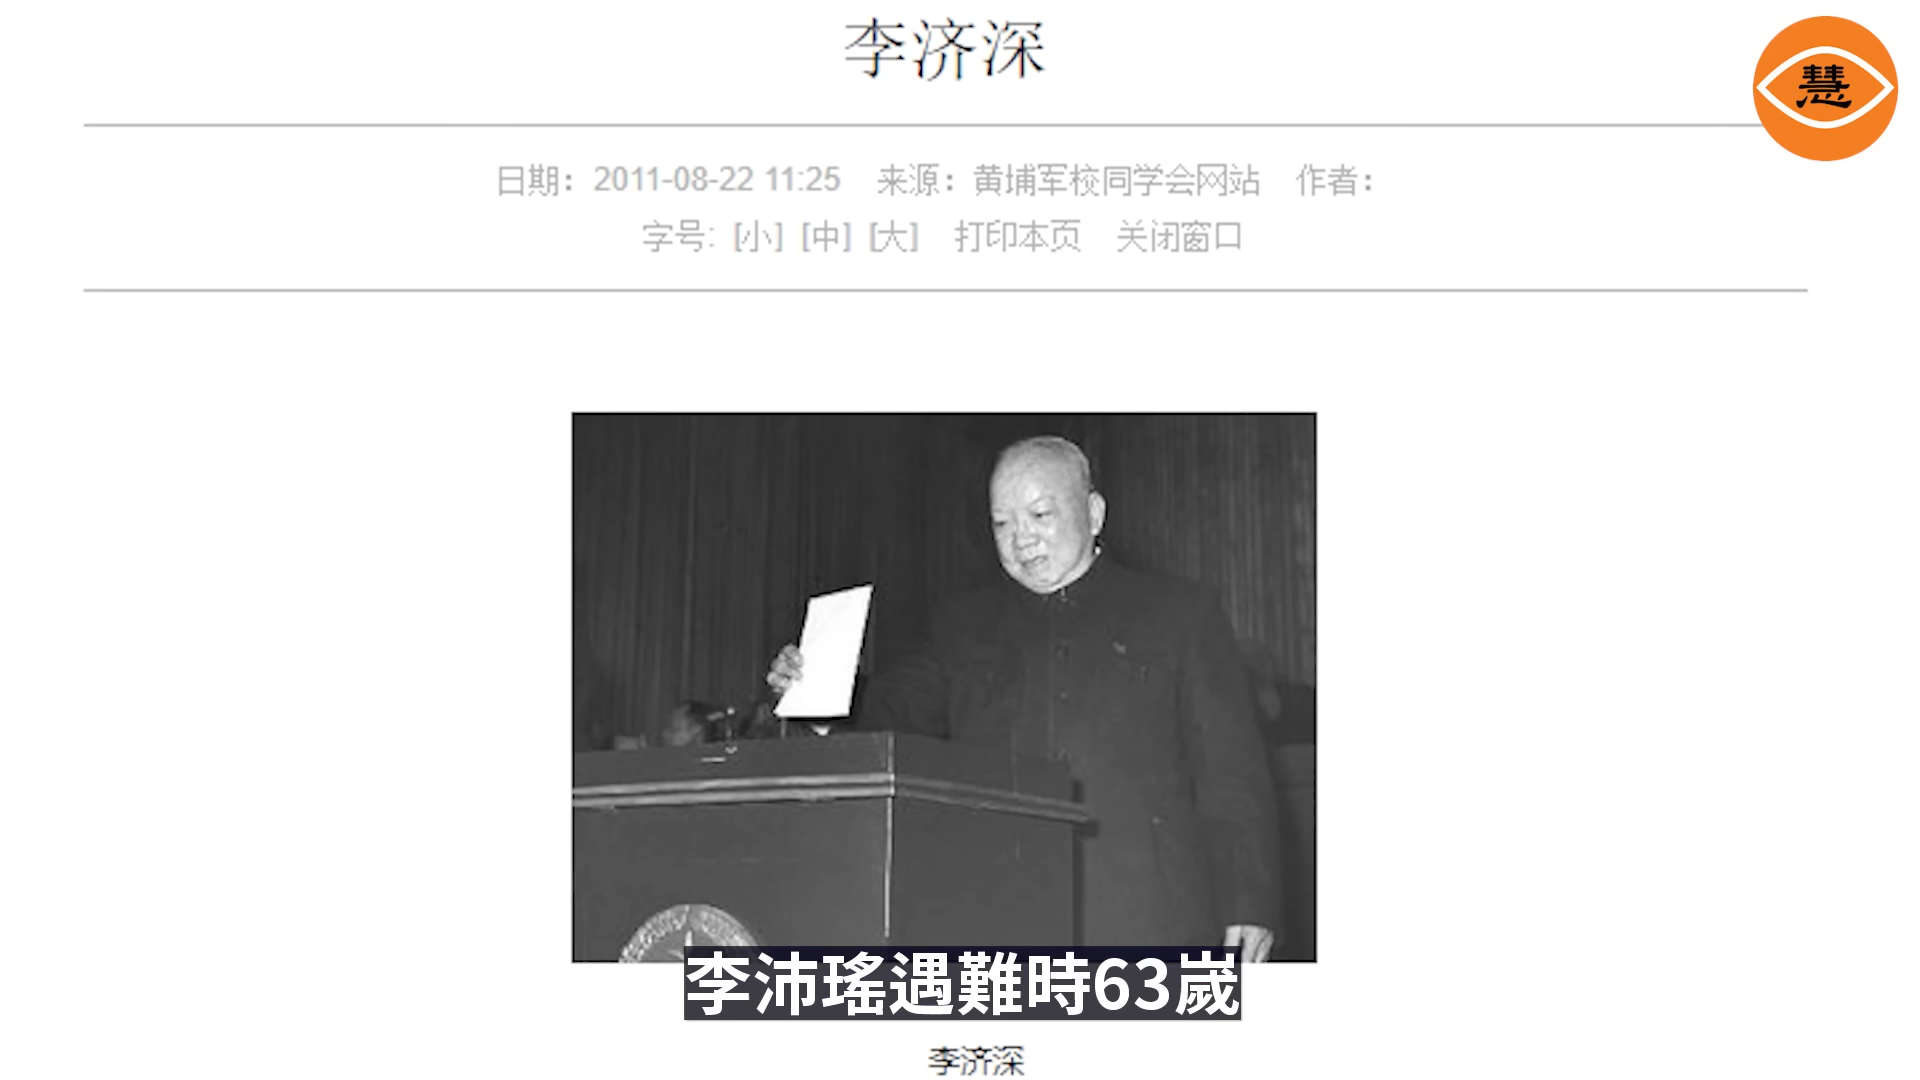 李济深
慧
日期：2011-08-22 11:25 来源：黄埔军校同学会网站 作者：
字号: [小] [中] [大] 打印本页 关闭窗口
李沛瑤遇難時63歲
李济深